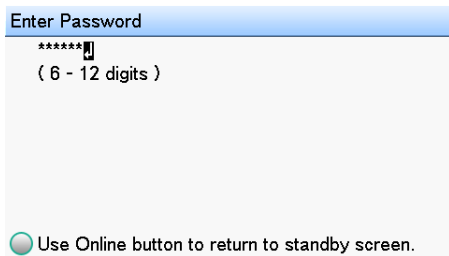 Enter Password
******↲
( 6 - 12 digits )
Use Online button to return to standby screen.